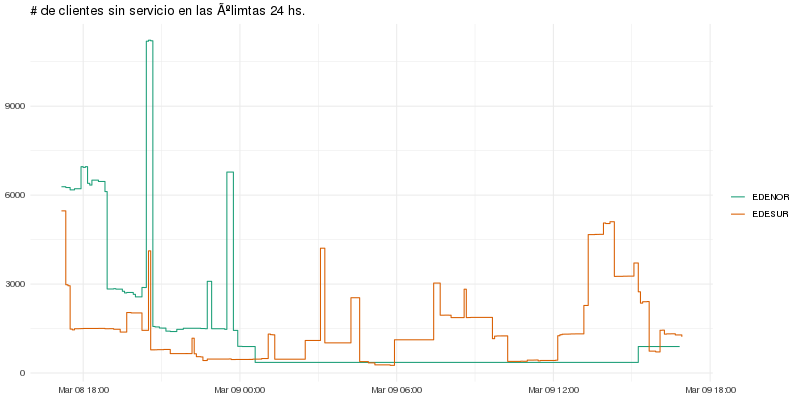 # de clientes sin servicio en las Ãºlimtas 24 hs.
9000
6000
3000
0
Mar 08 18:00
Mar 09 00:00
Mar 09 06:00
Mar 09 12:00
Mar 09 18:00
EDENOR
EDESUR